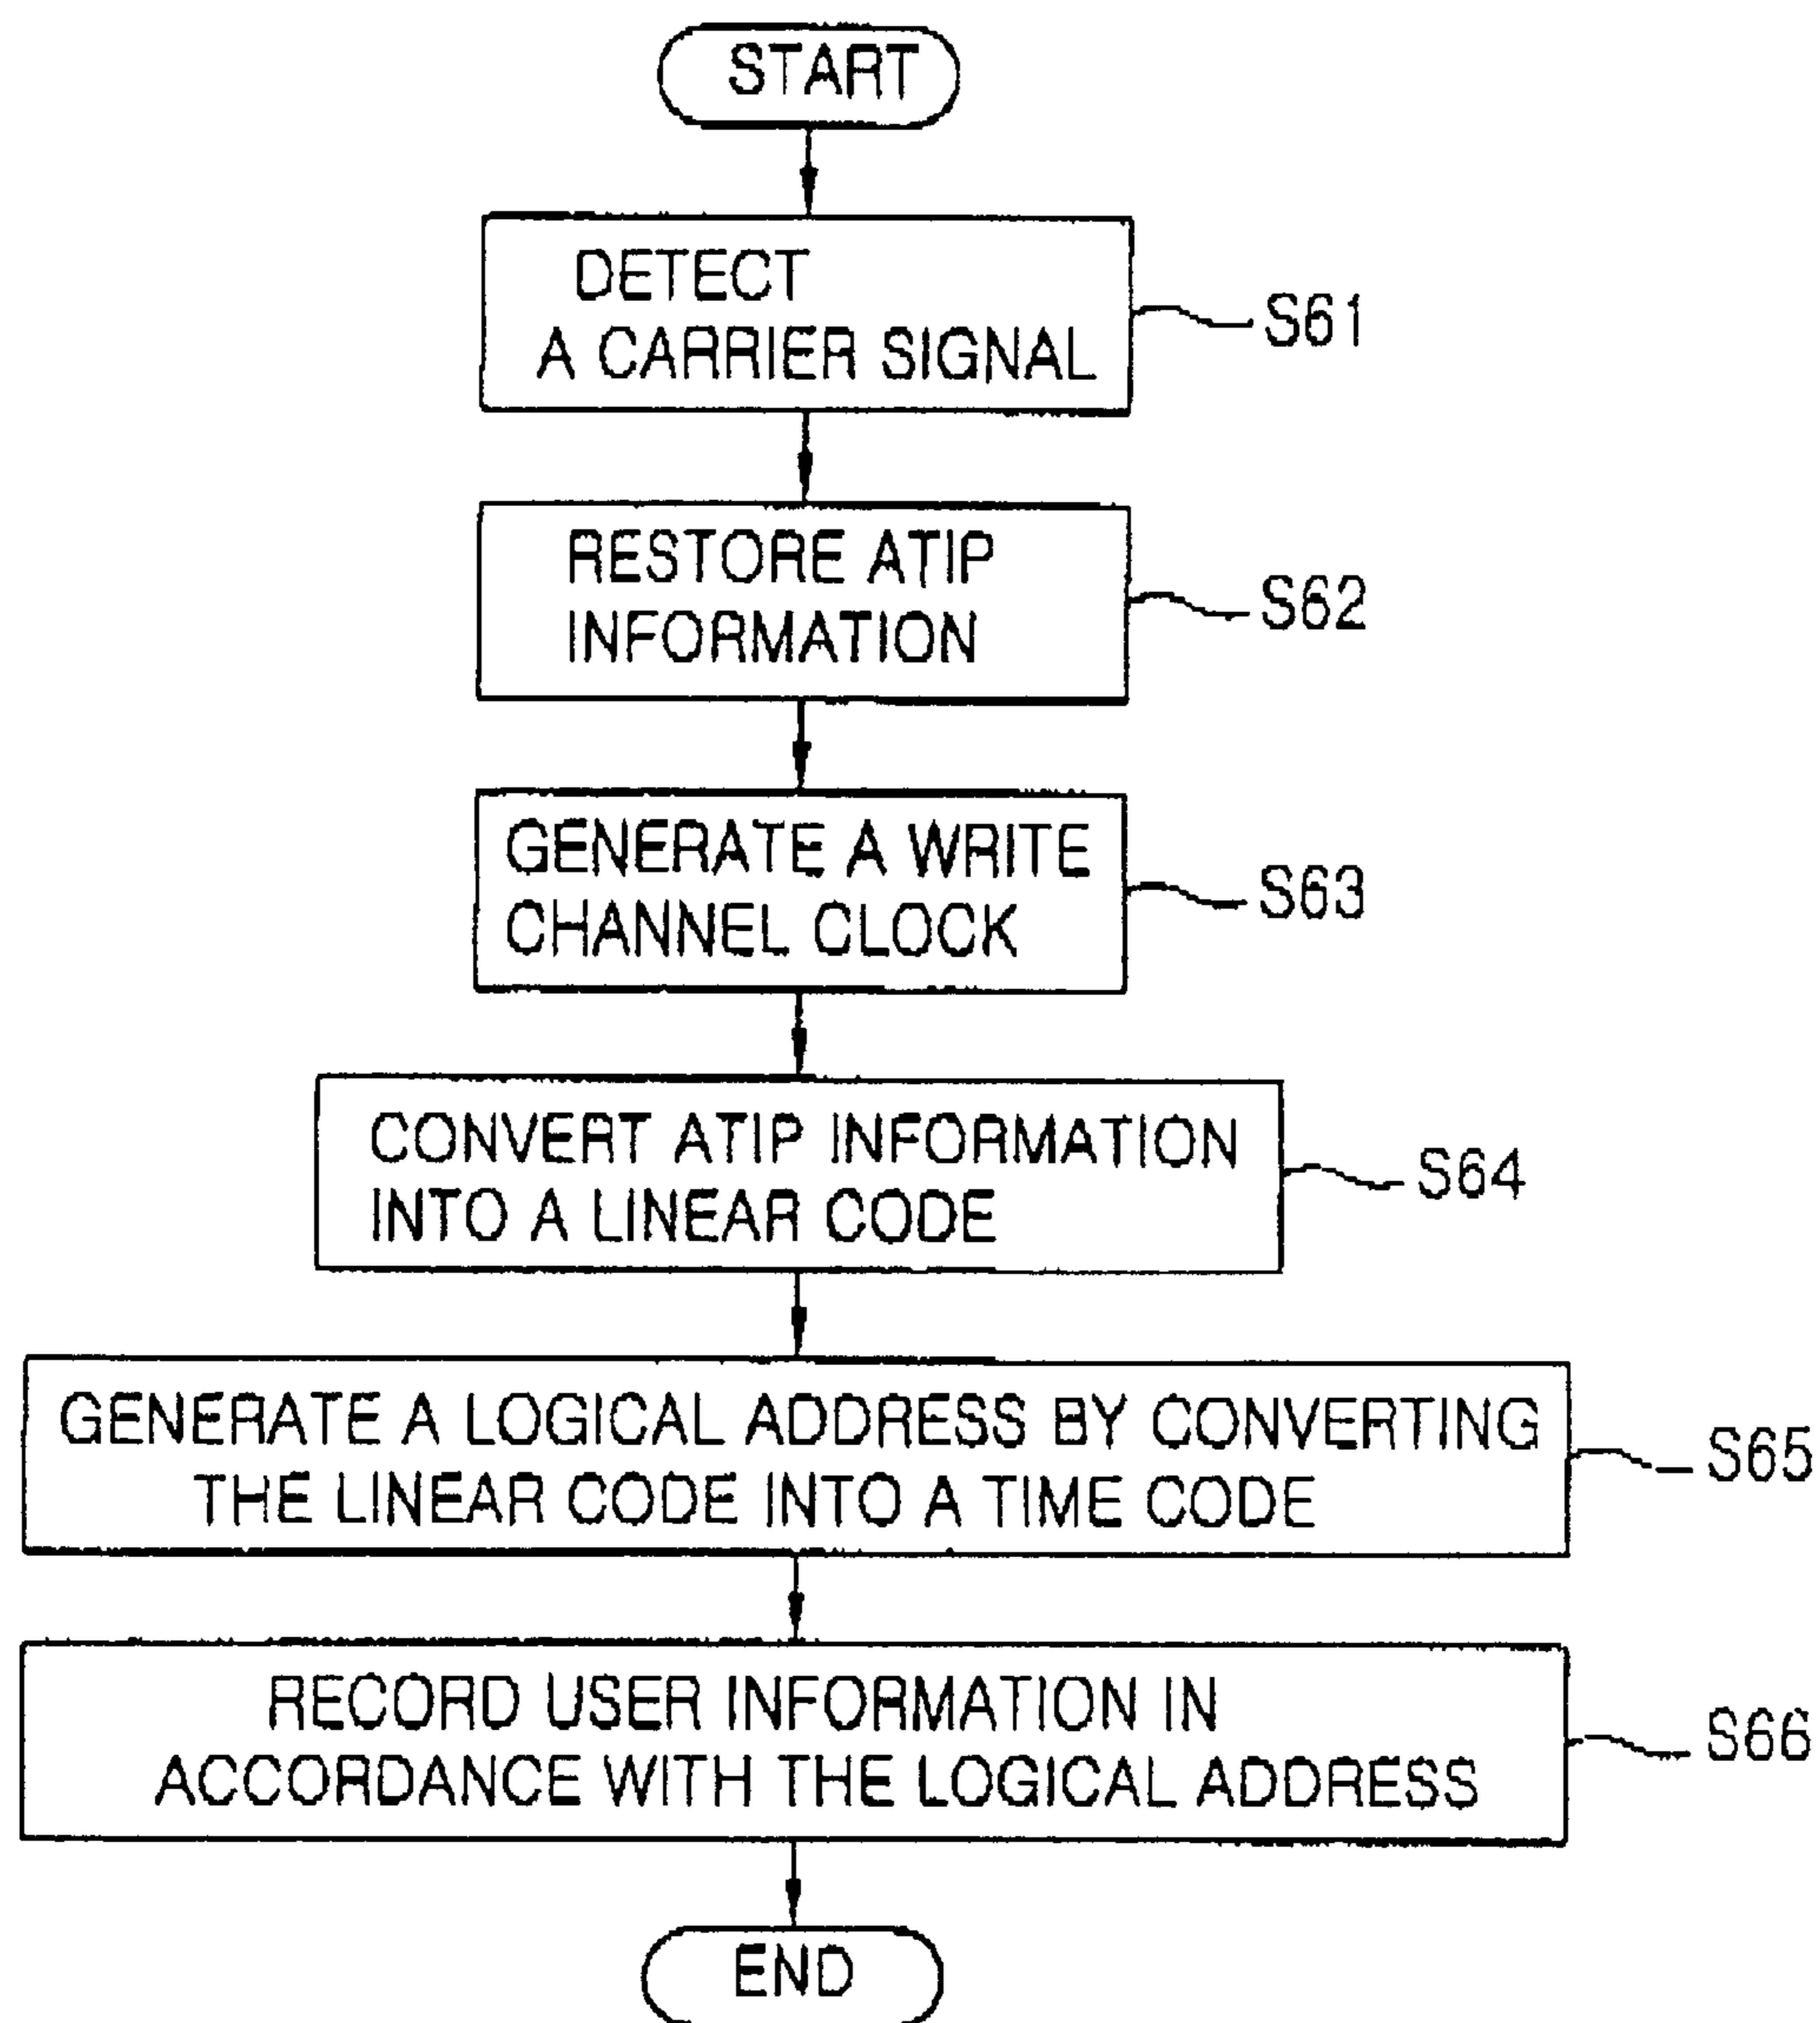 START
DETECT
A CARRIER SIGNAL
S61
RESTORE ATIP
INFORMATION
S62
GENERATE A WRITE
CHANNEL CLOCK
S63
CONVERT ATIP INFORMATION
INTO A LINEAR CODE
S64
GENERATE A LOGICAL ADDRESS BY CONVERTING
THE LINEAR CODE INTO A TIME CODE
S65
RECORD USER INFORMATION IN
ACCORDANCE WITH THE LOGICAL ADDRESS
S66
END